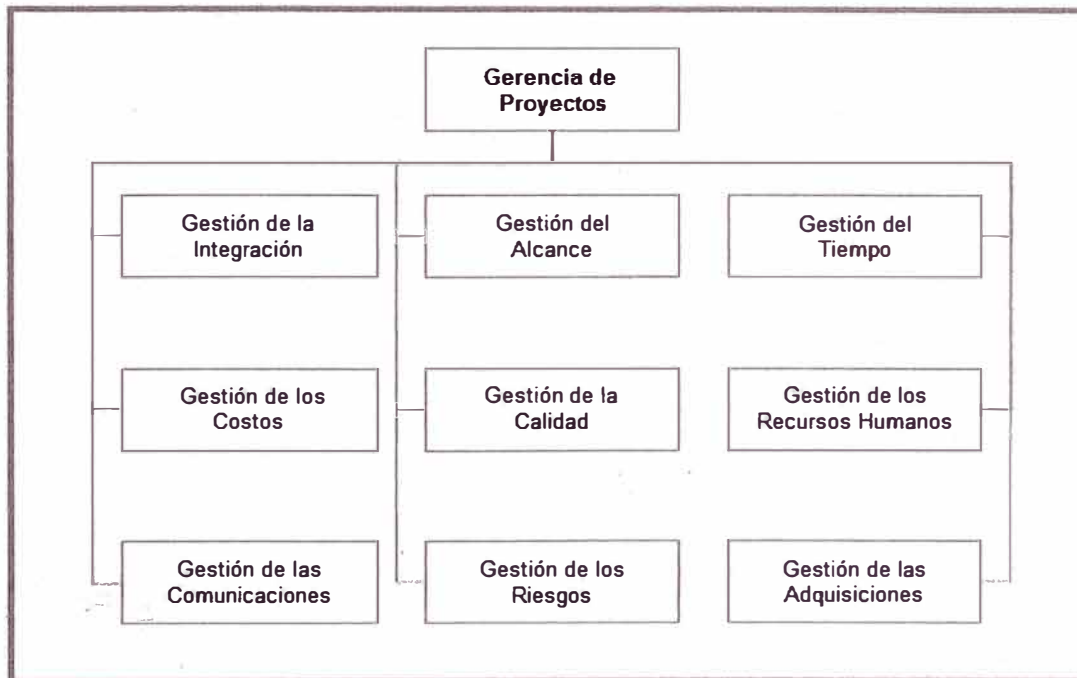 Gerencia de
Proyectos
Gestión de la
Integración
Gestión del
Alcance
Gestión del
Tiempo
Gestión de los
Costos
Gestión de la
Calidad
Gestión de los
Recursos Humanos
Gestión de las
Comunicaciones
Gestión de los
Riesgos
Gestión de las
Adquisiciones